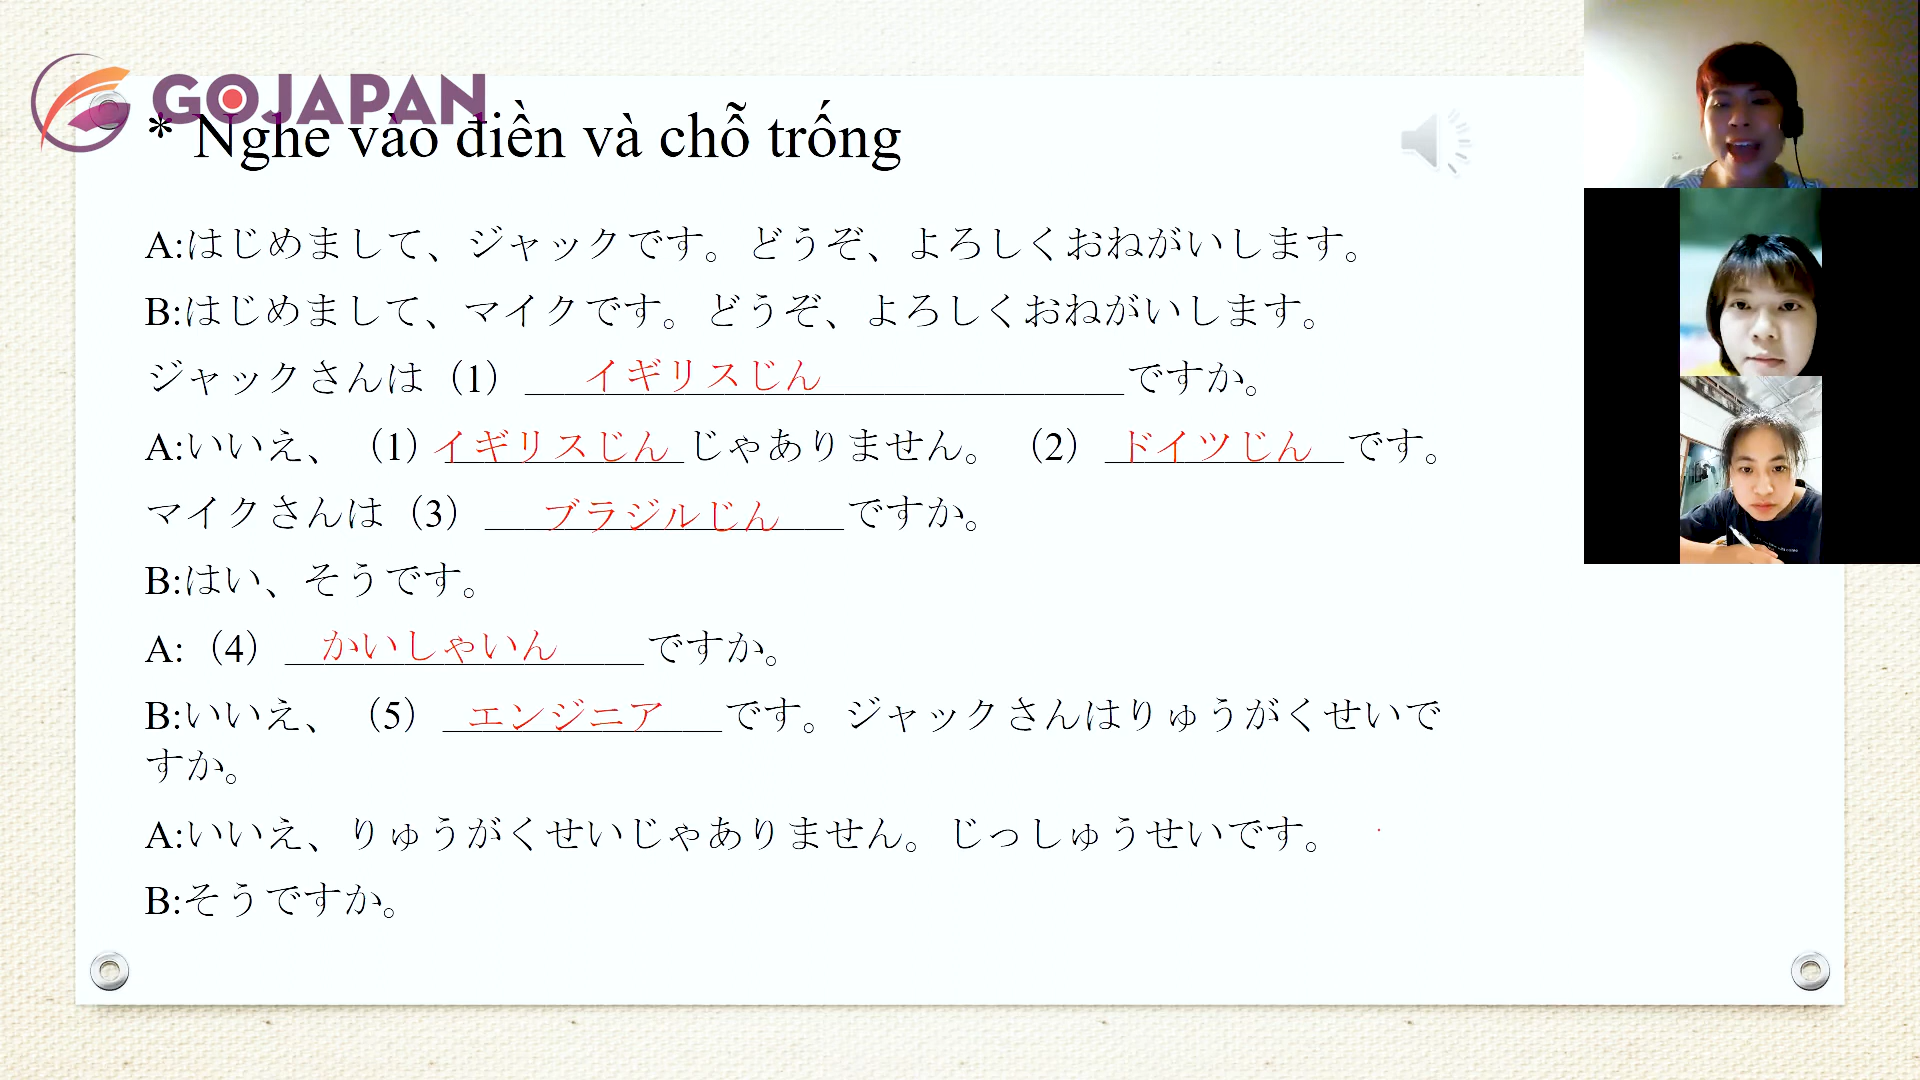 GOJAPAN
* Nghe vào điền và chỗ trống
A:はじめまして、ジャックです。どうぞ、よろしくおねがいします。
B:はじめまして、マイクです。どうぞ、よろしくおねがいします。
ジャックさんは（1）イギリスじんですか。
A:いいえ、（1）イギリスじんじゃありません。（2）ドイツじんです。
マイクさんは（3）ブラジルじんですか。
B:はい、そうです。
A:（4）かいしゃいんですか。
B:いいえ、（5）エンジニアです。ジャックさんはりゅうがくせいで
すか。
A:いいえ、りゅうがくせいじゃありません。じっしゅうせいです。
B:そうですか。